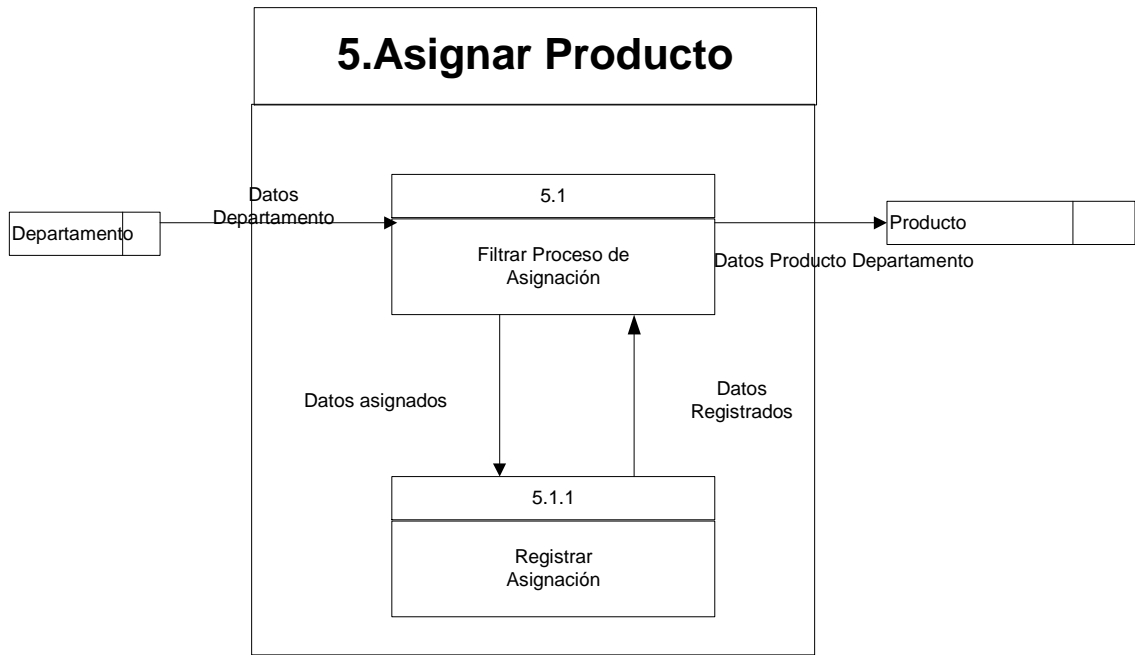 5.Asignar Producto
Datos
Departamento
5.1
Departamento
Producto
Filtrar Proceso de
Asignación
Datos Producto Departamento
Datos asignados
Datos
Registrados
5.1.1
Registrar
Asignación